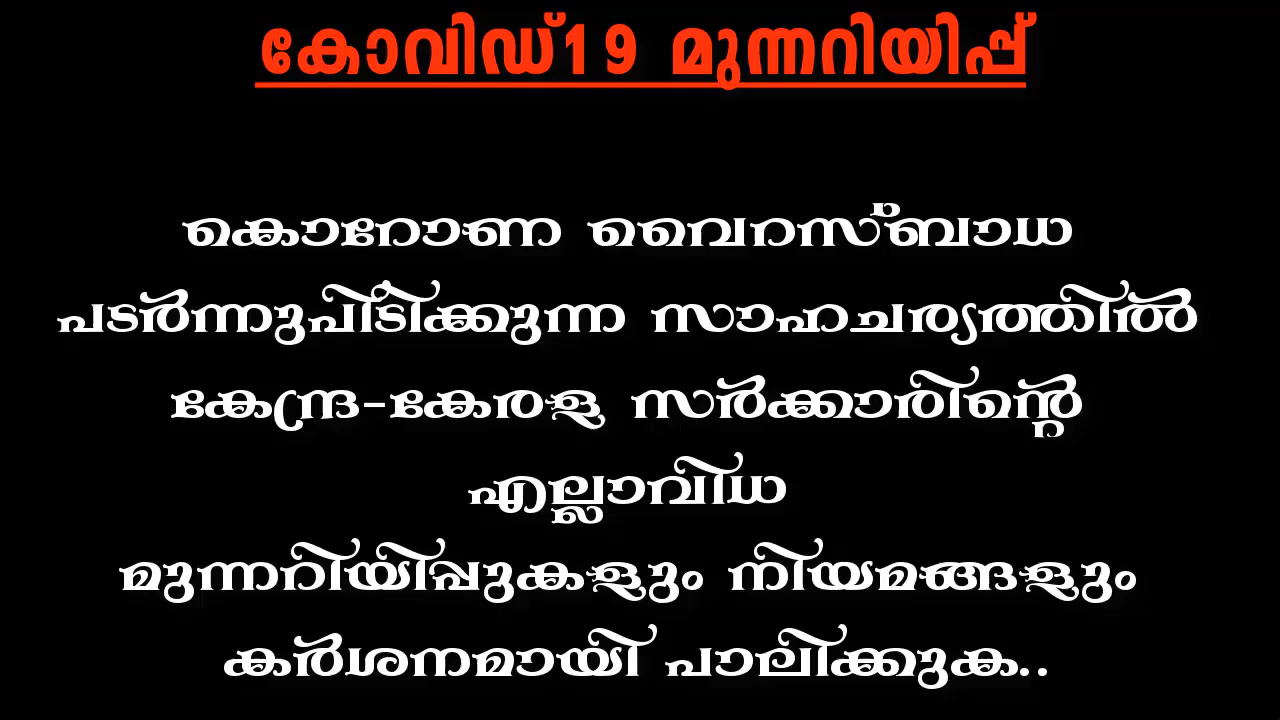 കോവിഡ്19 മുന്നറിയിപ്പ്
കൊറോണ വൈറസ്ബാധ
പടർന്നുപിടിക്കുന്ന സാഹചര്യത്തിൽ
കേന്ദ്ര-കേരള സർക്കാരിന്റെ
എല്ലാവിധ
മുന്നറിയിപ്പുകളും നിയമങ്ങളും
കർശനമായി പാലിക്കുക..